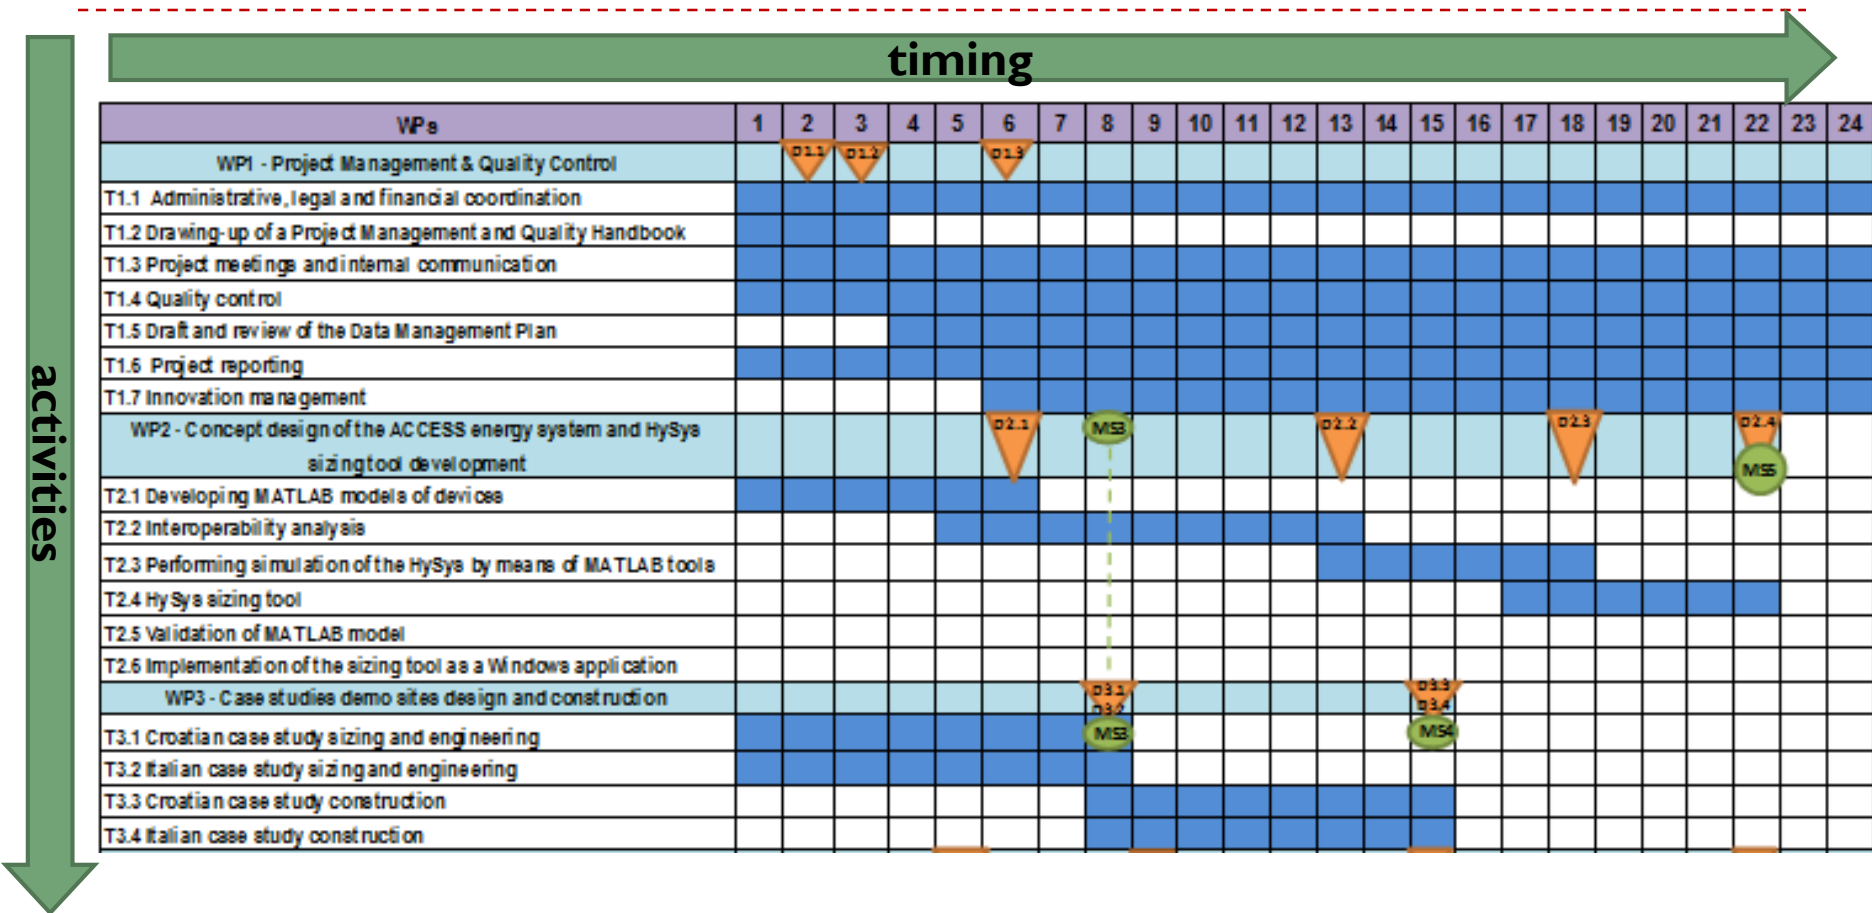 timing
activities
WPs 1 2 3 4 5 6 7 8 9 10 11 12 13 14 15 16 17 18 19 20 21 22 23 24
WP1 - Project Management & Quality Control D1.1 D1.2 D1.3
T1.1 Administrative, legal and financial coordination
T1.2 Drawing-up of a Project Management and Quality Handbook
T1.3 Project meetings and internal communication
T1.4 Quality control
T1.5 Draft and review of the Data Management Plan
T1.6 Project reporting
T1.7 Innovation management
WP2 - Concept design of the ACCESS energy system and HySys D2.1 MS3 D2.2 D2.3 D2.4
sizing tool development MS5
T2.1 Developing MATLAB models of devices
T2.2 Interoperability analysis
T2.3 Performing simulation of the HySys by means of MATLAB tools
T2.4 HySys sizing tool
T2.5 Validation of MATLAB model
T2.6 Implementation of the sizing tool as a Windows application
WP3 - Case studies demo sites design and construction D3.1 D3.3
D3.2 D3.4
T3.1 Croatian case study sizing and engineering MS3 MS4
T3.2 Italian case study sizing and engineering
T3.3 Croatian case study construction
T3.4 Italian case study construction